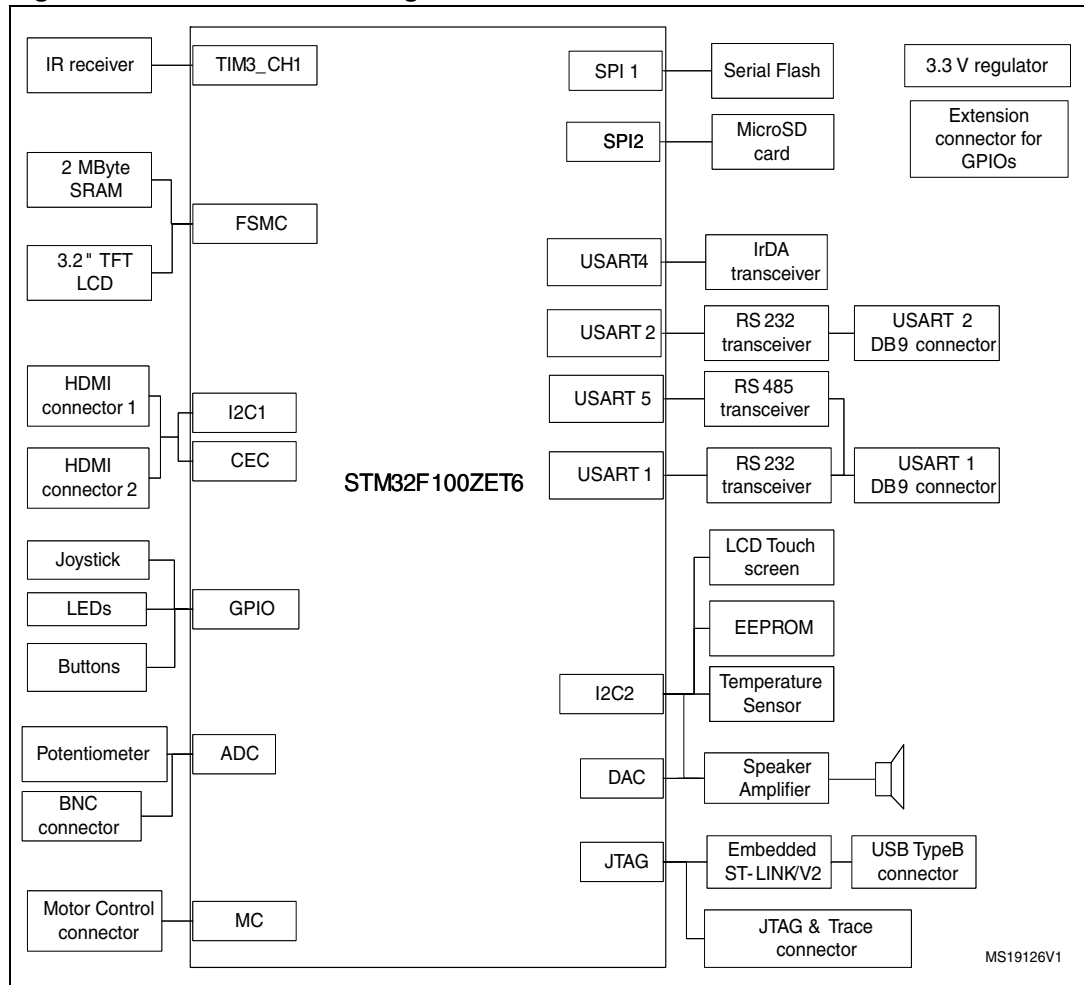 IR receiver
TIM3_CH1
2 MByte
SRAM
FSMC
3.2" TFT
LCD
HDMI
connector 1
I2C1
CEC
HDMI
connector 2
STM32F100ZET6
Joystick
LEDs
GPIO
Buttons
Potentiometer
ADC
BNC
connector
Motor Control
connector
MC
SPI 1
Serial Flash
3.3 V regulator
SPI2
MicroSD
card
Extension
connector for
GPIOs
USART4
IrDA
transceiver
USART 2
RS 232
transceiver
USART 2
DB9 connector
USART 5
RS 485
transceiver
USART 1
RS 232
transceiver
USART 1
DB9 connector
LCD Touch
screen
EEPROM
I2C2
Temperature
Sensor
DAC
Speaker
Amplifier
JTAG
Embedded
ST-LINK/V2
USB TypeB
connector
JTAG & Trace
connector
MS19126V1